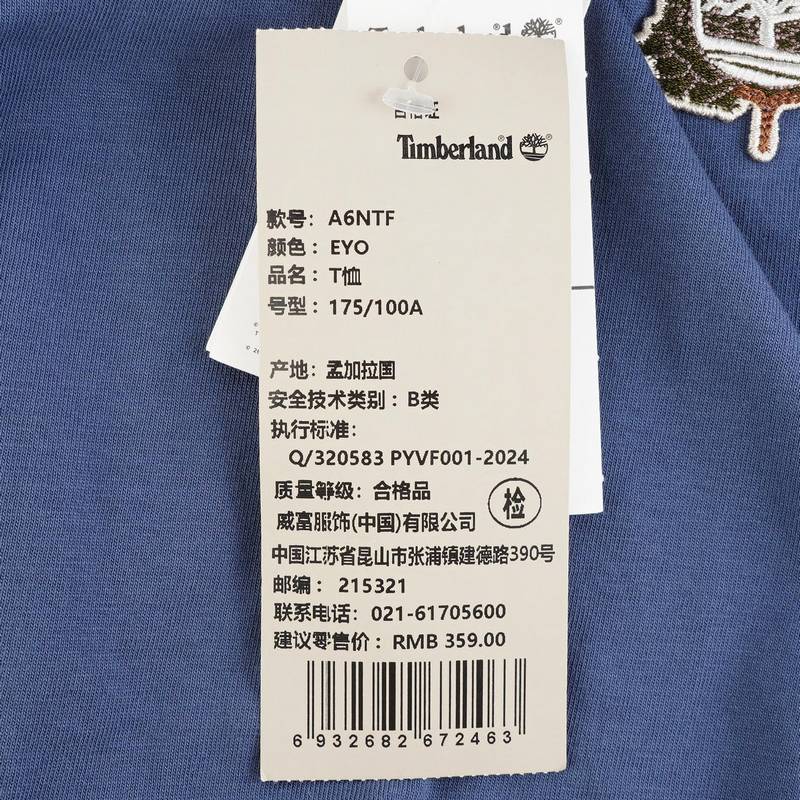 Timberland
合格证
Timberland
款号: A6NTF
颜色: EYO
品名: T恤
号型: 175/100A
产地: 孟加拉国
安全技术类别: B类
执行标准:
Q/320583 PYVF001-2024
质量等级: 合格品
检
威富服饰(中国)有限公司
中国江苏省昆山市张浦镇建德路390号
邮编: 215321
联系电话: 021-61705600
建议零售价: RMB 359.00
6 932682 672463